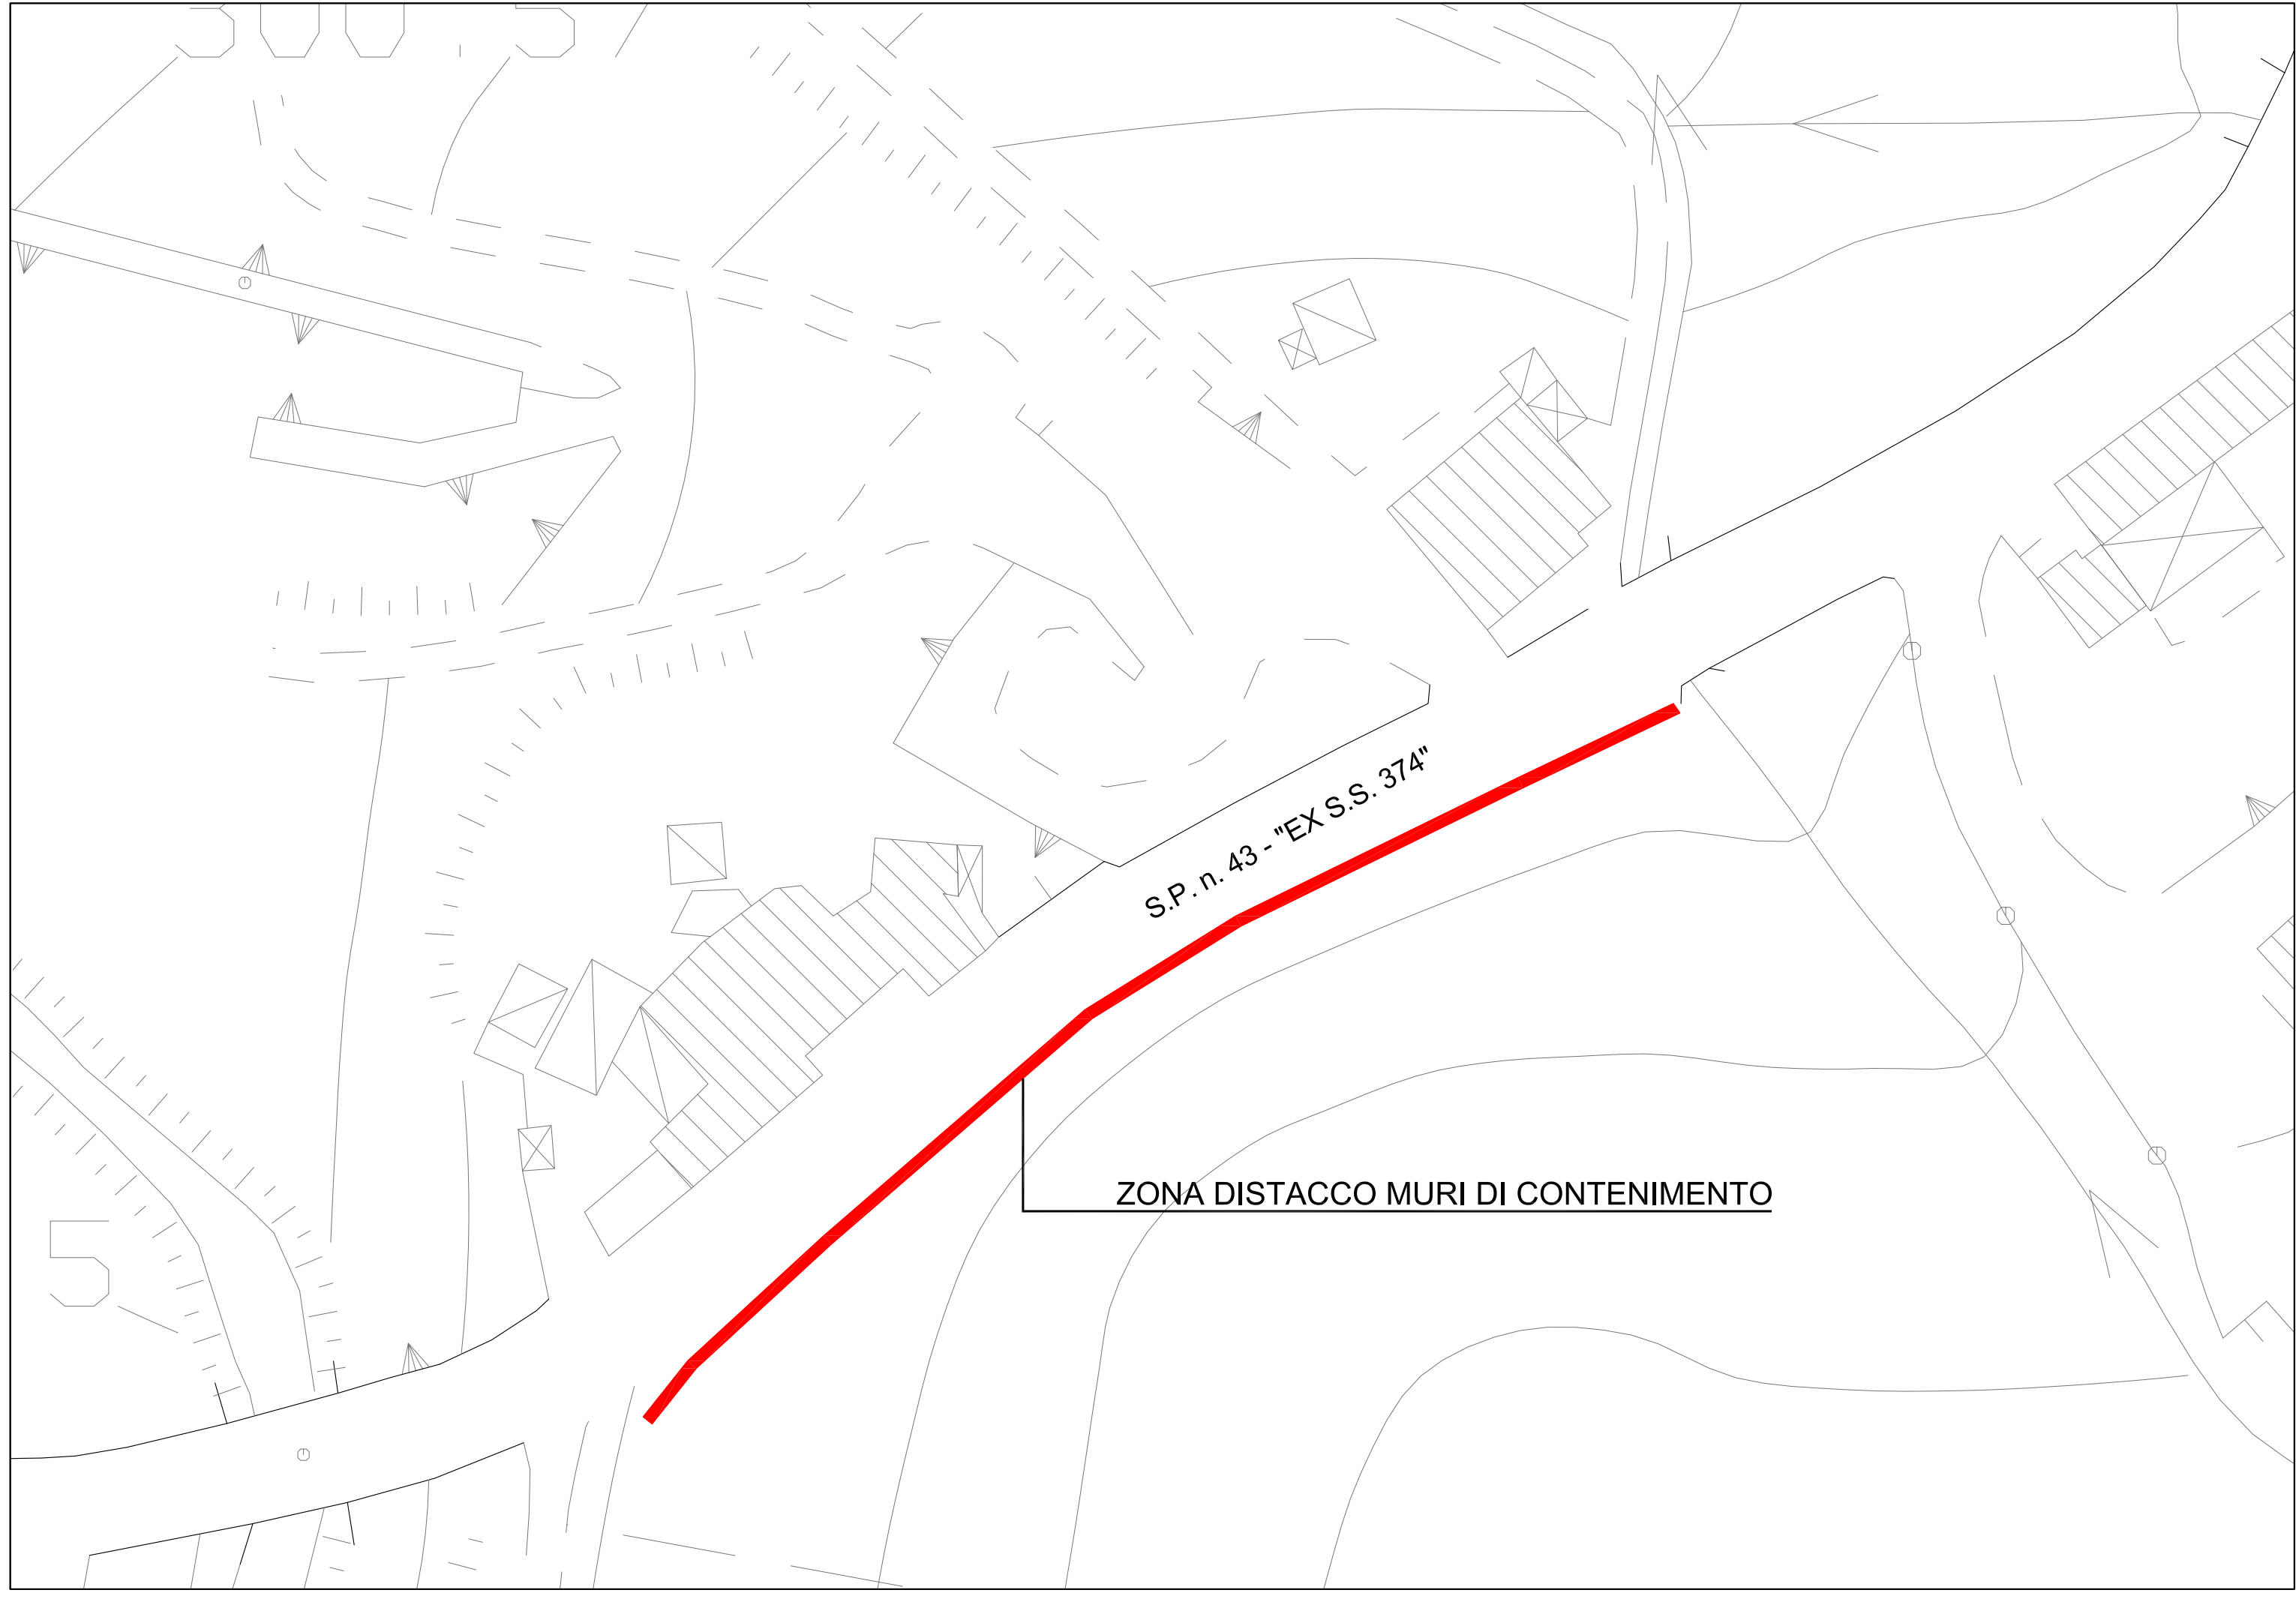 S.P. n. 43 - "EX S.S. 374"
ZONA DISTACCO MURI DI CONTENIMENTO